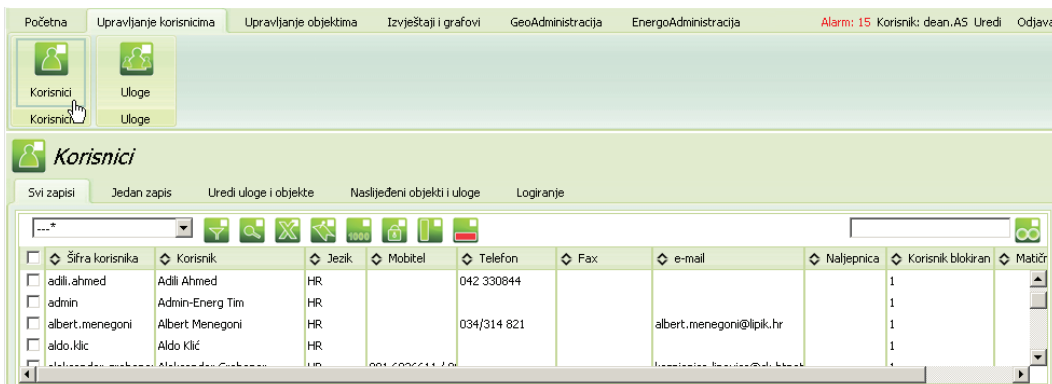 Početna Upravljanje korisnicima Upravljanje objektima Izvještaji i grafovi GeoAdministracija EnergoAdministracija Alarm: 15 Korisnik: dean.AS Uredi Odjava
Korisnici Uloge
Korisnici Uloge
Korisnici
Svi zapisi Jedan zapis Uredi uloge i objekte Naslijeđeni objekti i uloge Logiranje
---*
1000
Šifra korisnika Korisnik Jezik Mobitel Telefon Fax e-mail Naljepnica Korisnik blokiran
adili.ahmed Adili Ahmed HR 042 330844 1
admin Admin-Energ Tim HR 1
albert.menegoni Albert Menegoni HR 034/314 821 albert.menegoni@lipik.hr 1
aldo.klic Aldo Klić HR 1